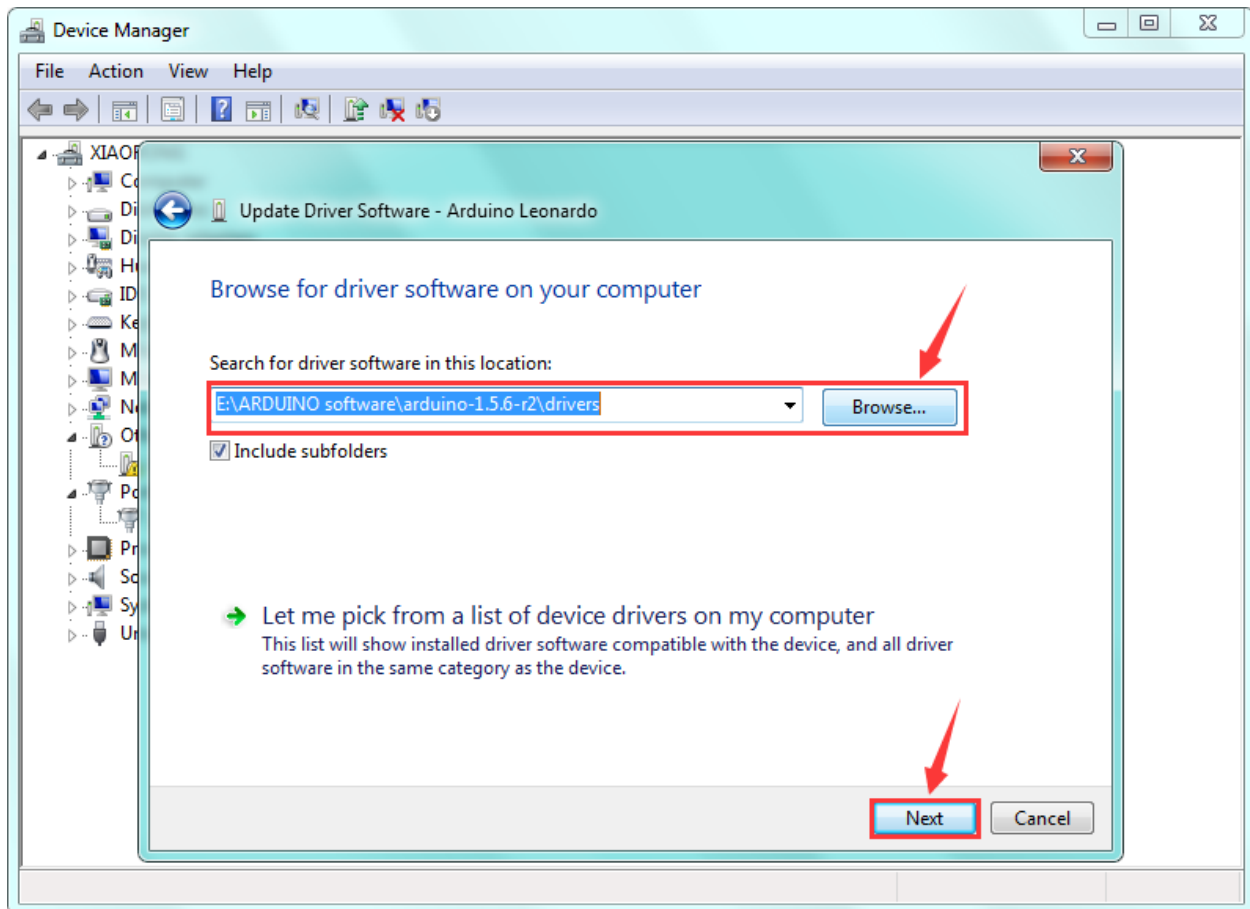 Device Manager
File Action View Help
Update Driver Software - Arduino Leonardo
Browse for driver software on your computer
Search for driver software in this location:
E:\ARDUINO software\arduino-1.5.6-r2\drivers
Browse...
Include subfolders
Let me pick from a list of device drivers on my computer
This list will show installed driver software compatible with the device, and all driver
software in the same category as the device.
Next Cancel